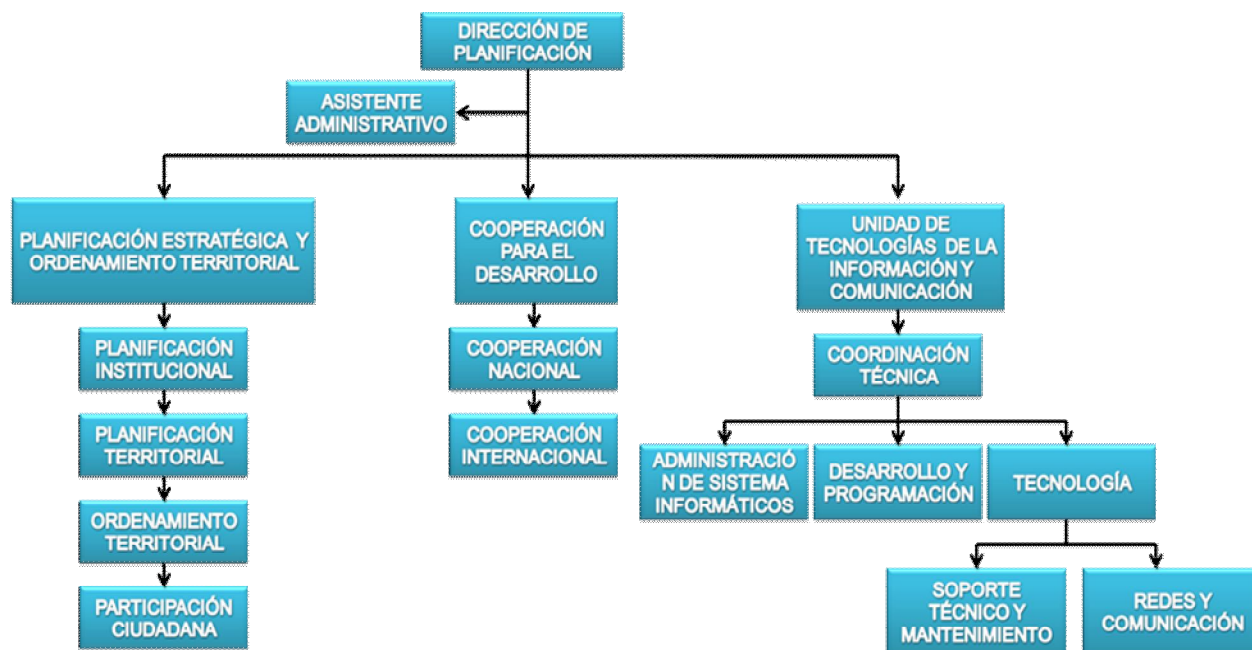 DIRECCIÓN DE
PLANIFICACIÓN
ASISTENTE
ADMINISTRATIVO
PLANIFICACIÓN ESTRATÉGICA Y
ORDENAMIENTO TERRITORIAL
COOPERACIÓN
PARA EL
DESARROLLO
UNIDAD DE
TECNOLOGÍAS DE LA
INFORMACIÓN Y
COMUNICACIÓN
PLANIFICACIÓN
INSTITUCIONAL
COOPERACIÓN
NACIONAL
COORDINACIÓN
TÉCNICA
PLANIFICACIÓN
TERRITORIAL
COOPERACIÓN
INTERNACIONAL
ADMINISTRACIÓ
N DE SISTEMA
INFORMÁTICOS
DESARROLLO Y
PROGRAMACIÓN
TECNOLOGÍA
ORDENAMIENTO
TERRITORIAL
PARTICIPACIÓN
CIUDADANA
SOPORTE
TÉCNICO Y
MANTENIMIENTO
REDES Y
COMUNICACIÓN